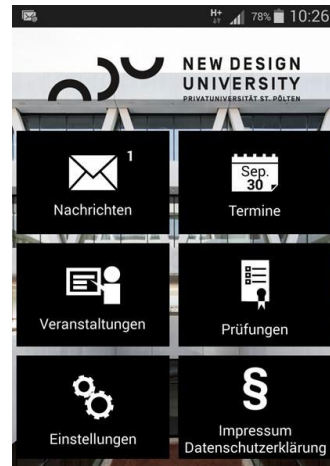 H+
78%
10:26
NEW DESIGN
UNIVERSITY
PRIVATUNIVERSITÄT ST. PÖLTEN
1
Nachrichten
Sep.
30
Termine
Veranstaltungen
Prüfungen
Einstellungen
§
Impressum
Datenschutzerklärung